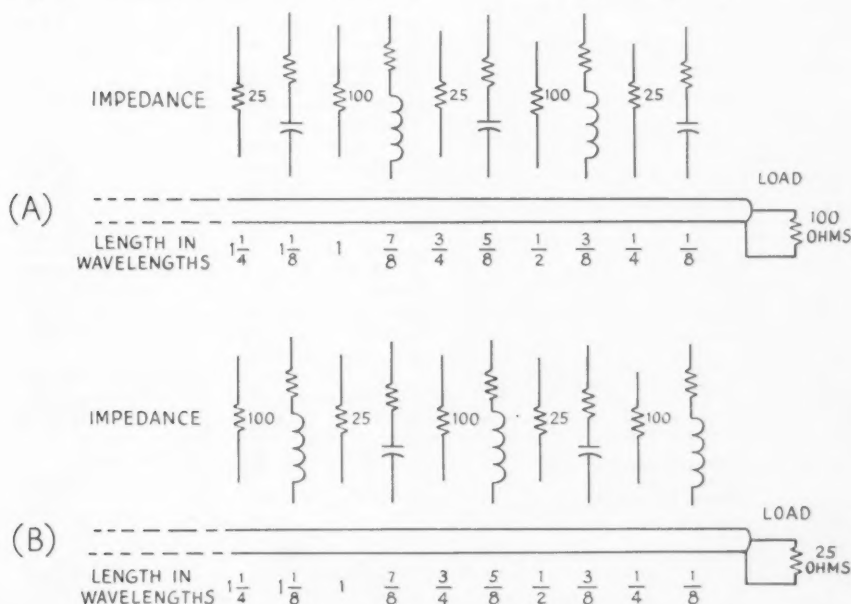 IMPEDANCE 25 100 25 100 25
LOAD
(A) 100 OHMS
LENGTH IN WAVELENGTHS 1 1/4 1 1/8 1 7/8 3/4 5/8 1/2 3/8 1/4 1/8
IMPEDANCE 100 25 100 25 100
LOAD
(B) 25 OHMS
LENGTH IN WAVELENGTHS 1 1/4 1 1/8 1 7/8 3/4 5/8 1/2 3/8 1/4 1/8